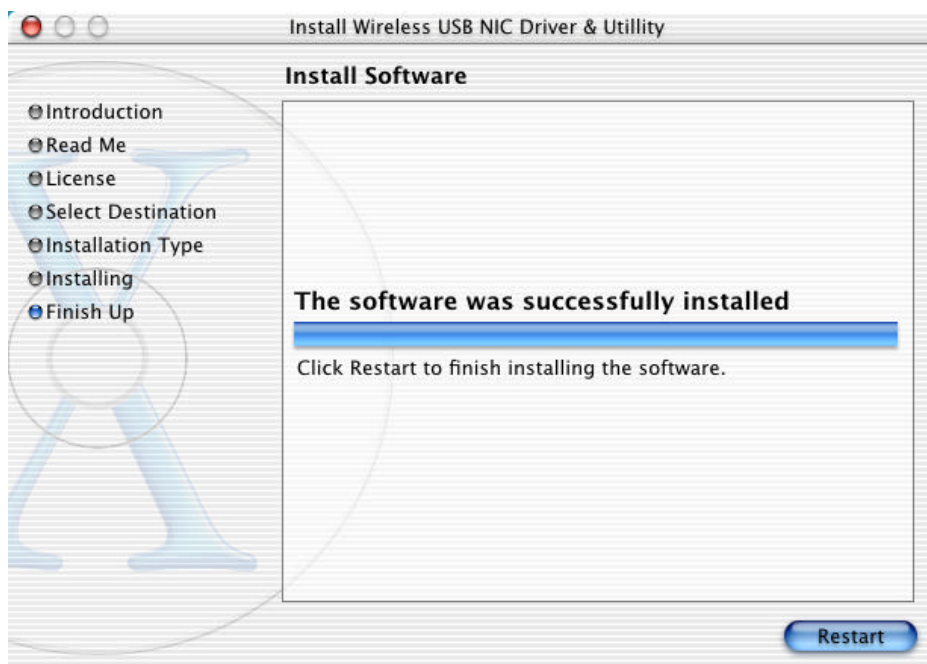 Install Wireless USB NIC Driver & Utillity
Install Software
Introduction
Read Me
License
Select Destination
Installation Type
Installing
Finish Up
The software was successfully installed
Click Restart to finish installing the software.
Restart